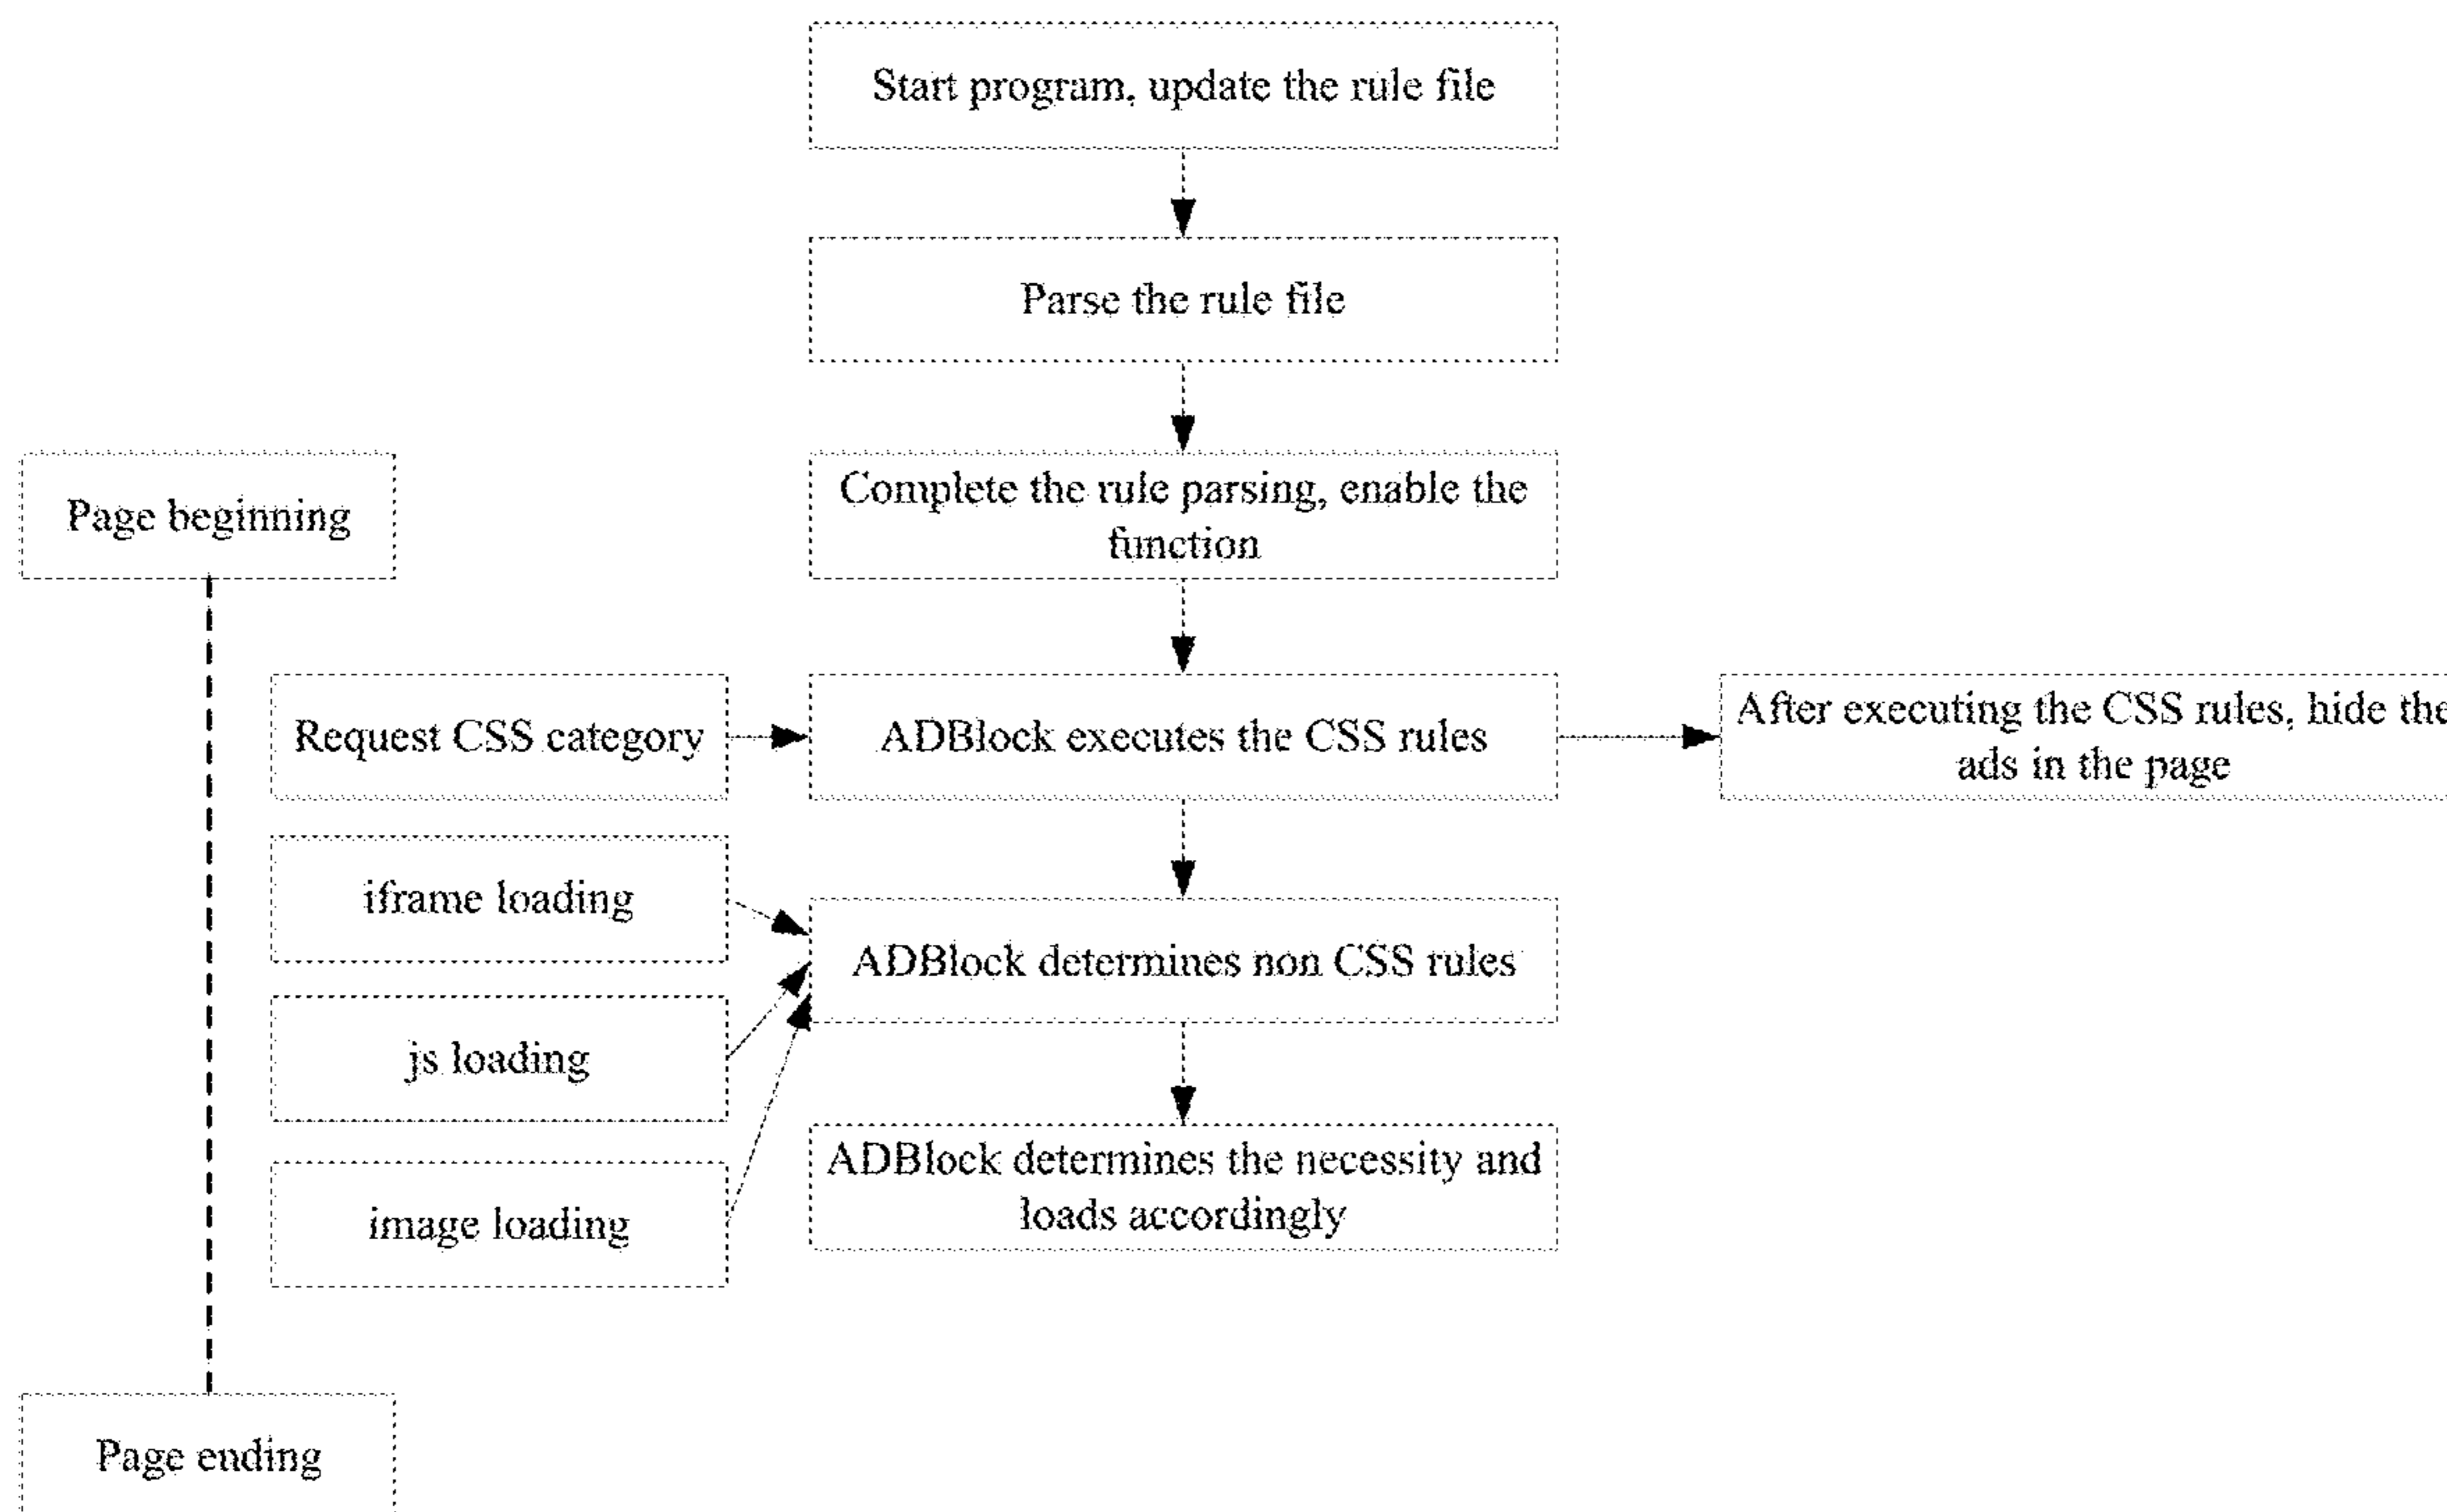 Start program, update the rule file
Parse the rule file
Complete the rule parsing, enable the
function
Page beginning
Request CSS category
ADBlock executes the CSS rules
After executing the CSS rules, hide the
ads in the page
iframe loading
ADBlock determines non CSS rules
js loading
ADBlock determines the necessity and
loads accordingly
image loading
Page ending